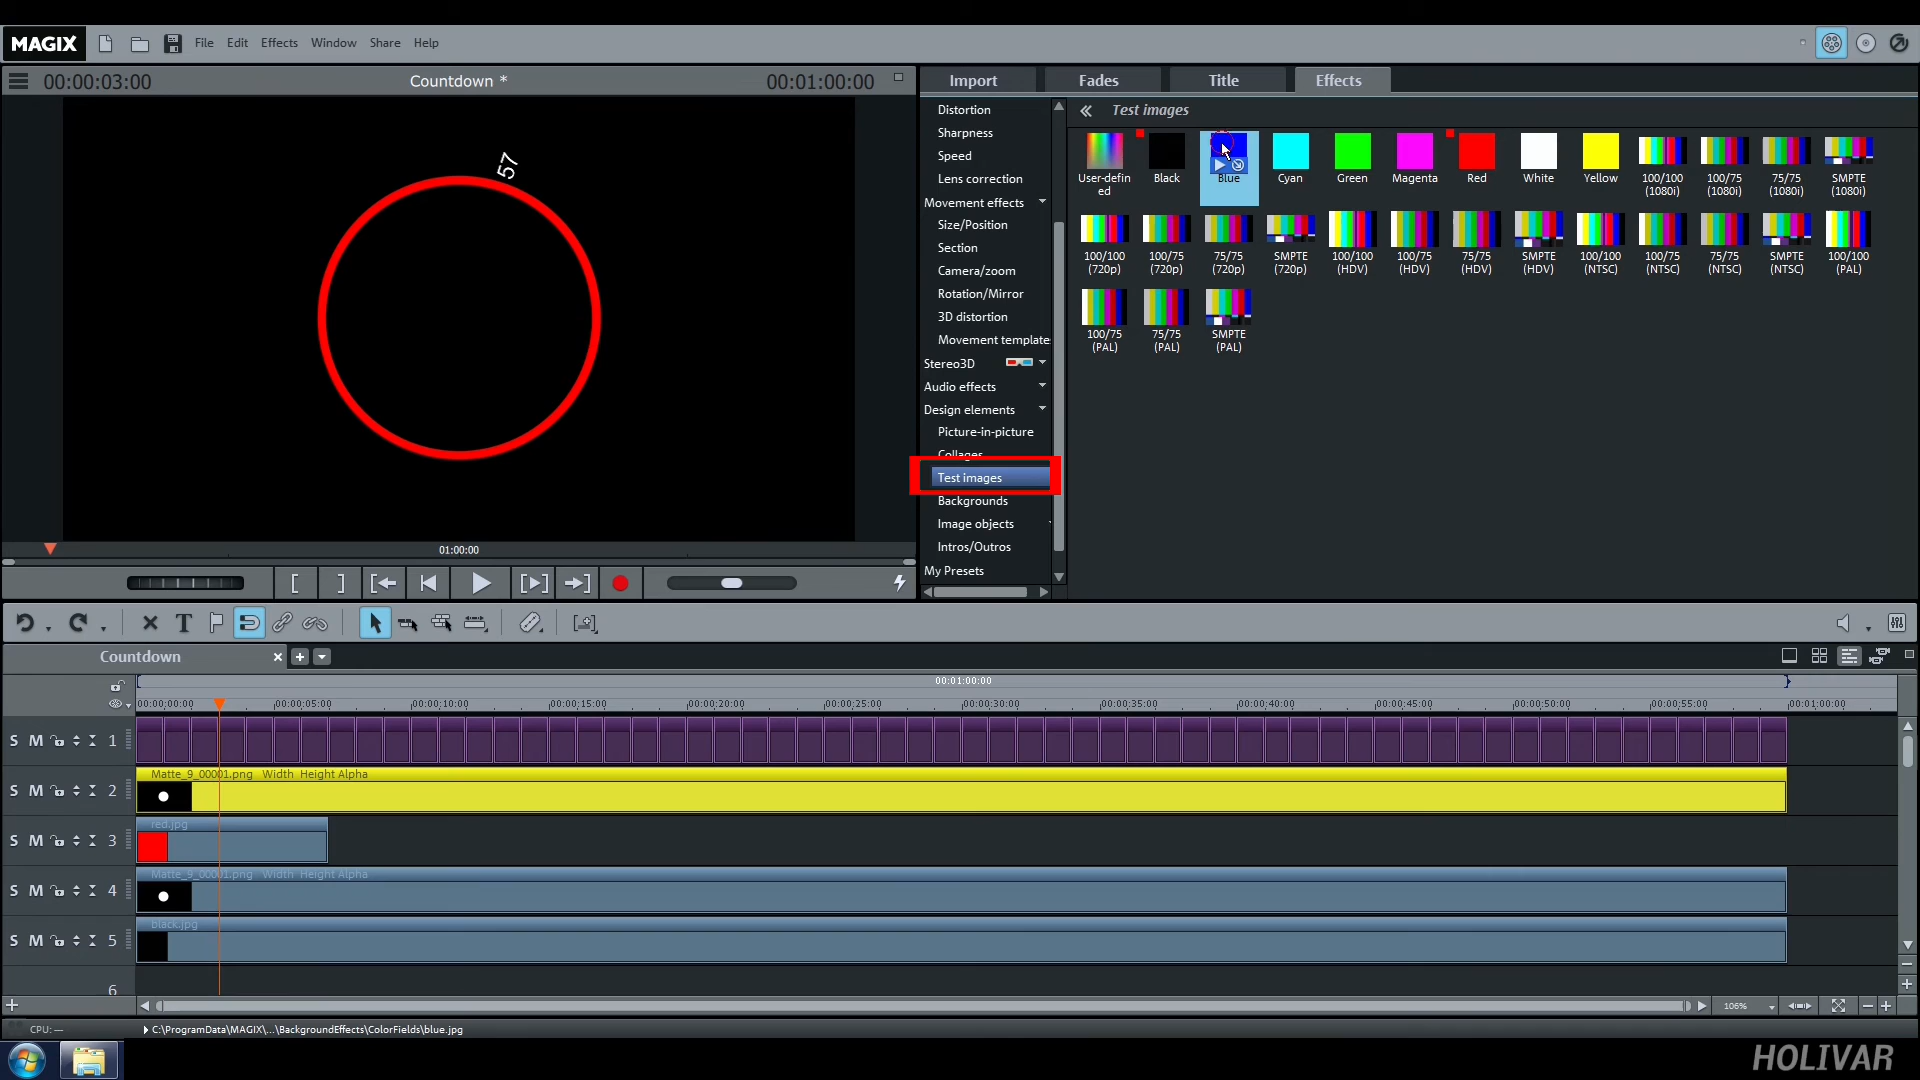 MAGIX File Edit Effects Window Share Help
00:00:03:00 Countdown * 00:01:00:00
57
01:00:00
Import Fades Title Effects
Distortion
Sharpness
Speed
Lens correction
Movement effects
Size/Position
Section
Camera/zoom
Rotation/Mirror
3D distortion
Movement template
Stereo3D
Audio effects
Design elements
Picture-in-picture
Collages
Test images
Backgrounds
Image objects
Intros/Outros
My Presets
Test images
User-defin
ed
Black
Blue
Cyan
Green
Magenta
Red
White
Yellow
100/100
(1080i)
100/75
(1080i)
75/75
(1080i)
SMPTE
(1080i)
100/100
(720p)
100/75
(720p)
75/75
(720p)
SMPTE
(720p)
100/100
(HDV)
100/75
(HDV)
75/75
(HDV)
SMPTE
(HDV)
100/100
(NTSC)
100/75
(NTSC)
75/75
(NTSC)
SMPTE
(NTSC)
100/100
(PAL)
100/75
(PAL)
75/75
(PAL)
SMPTE
(PAL)
Countdown
00:01:00:00
00:00:00:00 00:00:05:00 00:00:10:00 00:00:15:00 00:00:20:00 00:00:25:00 00:00:30:00 00:00:35:00 00:00:40:00 00:00:45:00 00:00:50:00 00:00:55:00 00:01:00:00
S M 1
Matte_9_00001.png Width Height Alpha
S M 2
red.jpg
S M 3
Matte_9_00001.png Width Height Alpha
S M 4
black.jpg
S M 5
6
106%
CPU: — C:\ProgramData\MAGIX\...\BackgroundEffects\ColorFields\blue.jpg
HOLIVAR